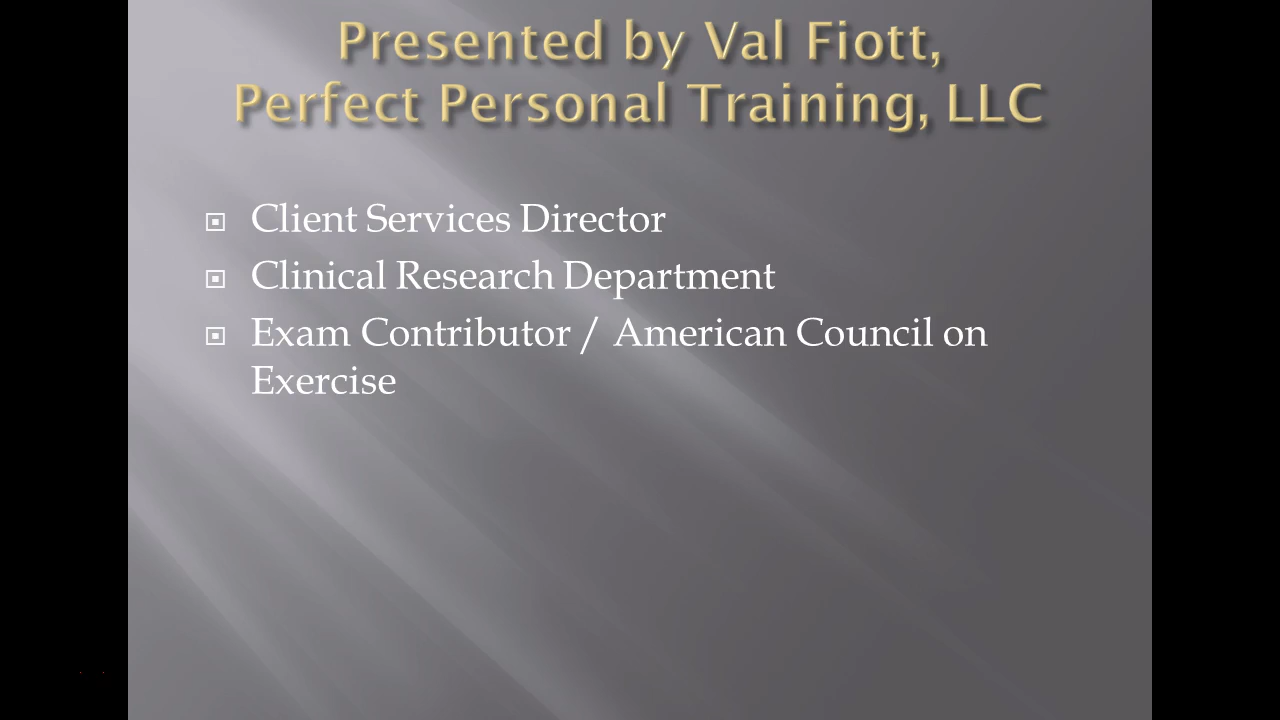 Presented by Val Fiott,
Perfect Personal Training, LLC
Client Services Director
Clinical Research Department
Exam Contributor / American Council on
Exercise